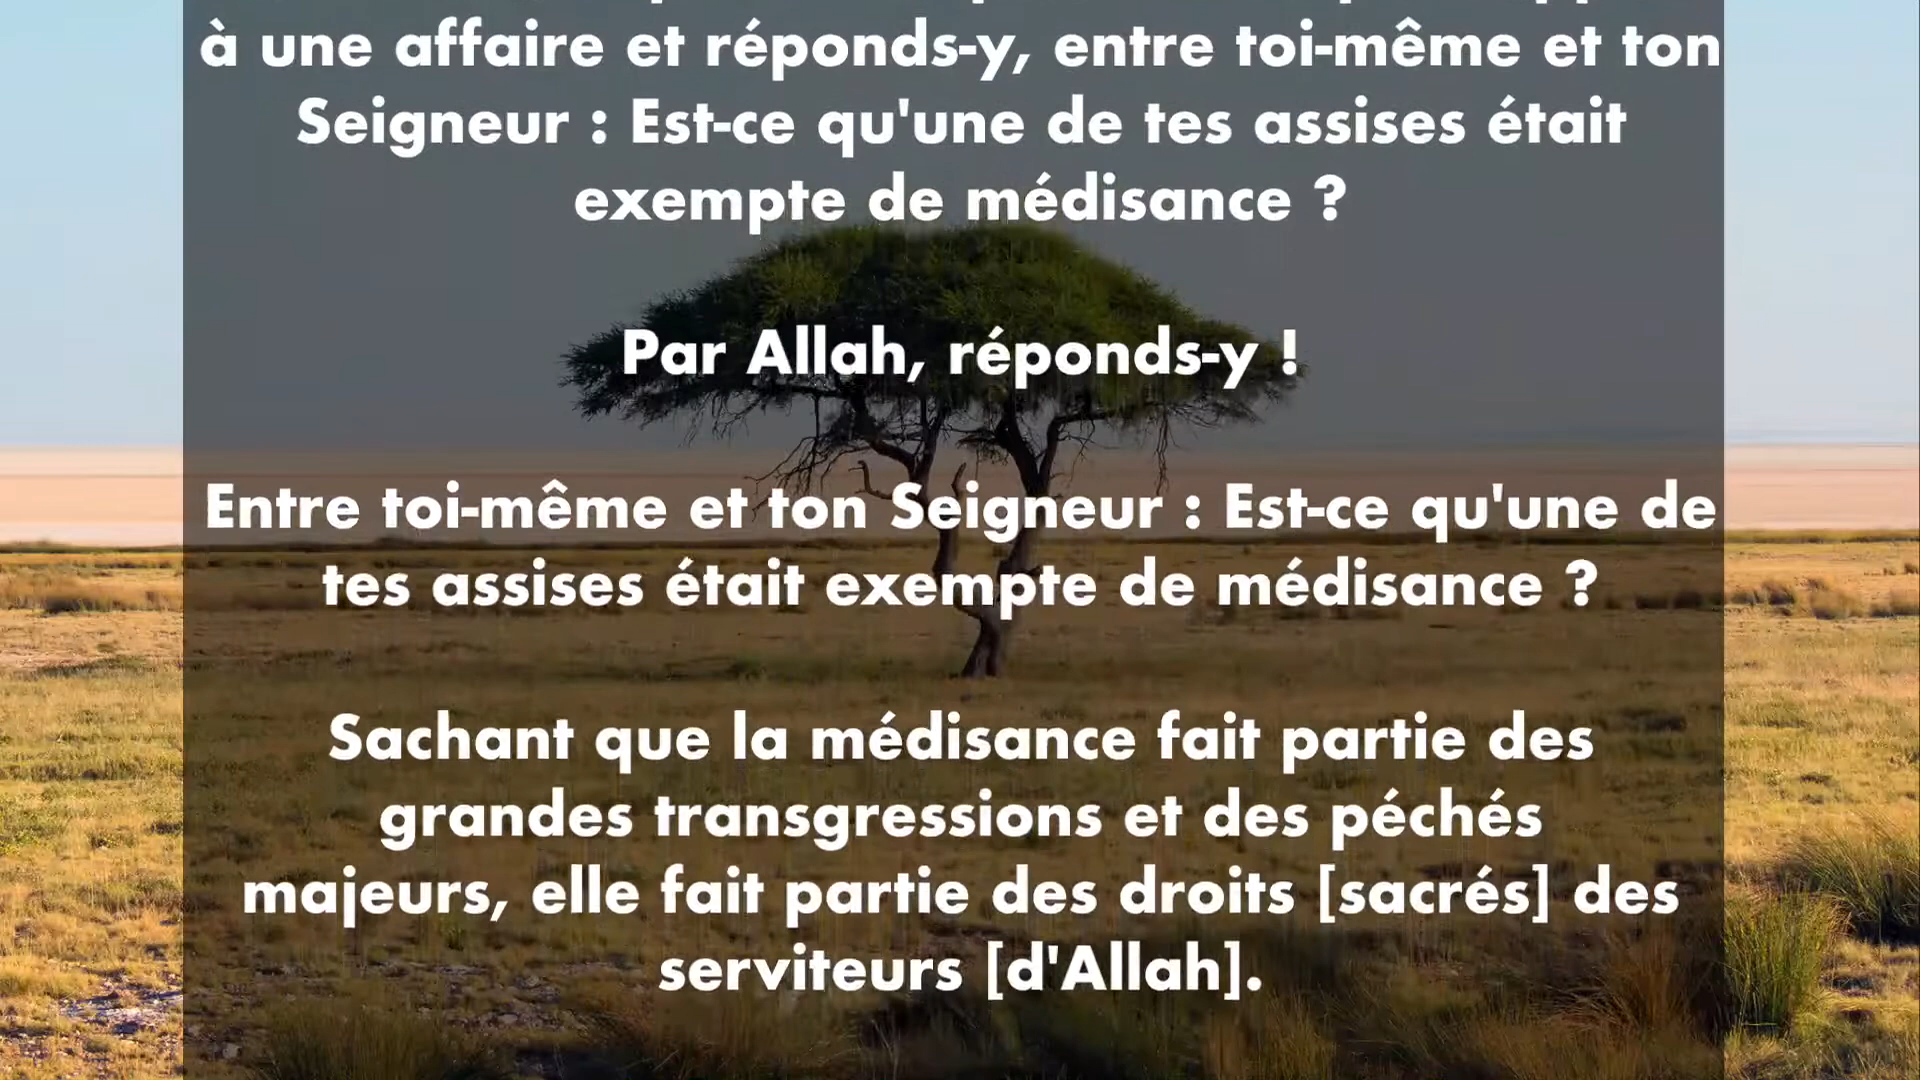 à une affaire et réponds-y, entre toi-même et ton
Seigneur : Est-ce qu'une de tes assises était
exempte de médisance ?
Par Allah, réponds-y !
Entre toi-même et ton Seigneur : Est-ce qu'une de
tes assises était exempte de médisance ?
Sachant que la médisance fait partie des
grandes transgressions et des péchés
majeurs, elle fait partie des droits [sacrés] des
serviteurs [d'Allah].